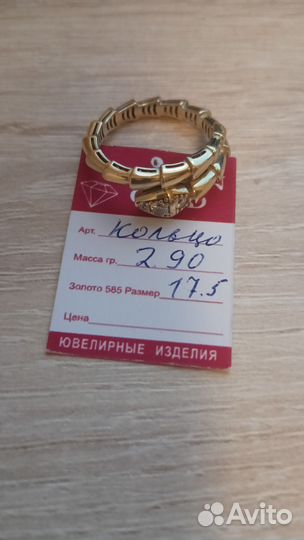 Арт. Кольцо
Масса гр. 2.90
Золото 585 Размер 17.5
Цена
ЮВЕЛИРНЫЕ ИЗДЕЛИЯ
Avito